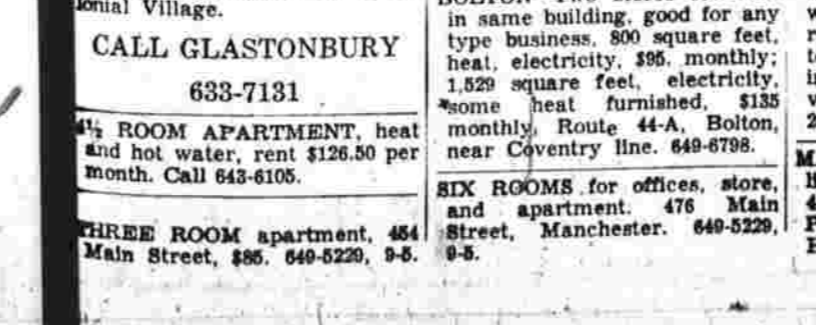 lonial Village.
CALL GLASTONBURY
633-7131
4½ ROOM APARTMENT, heat
and hot water, rent $126.50 per
month. Call 643-6105.
THREE ROOM apartment, 454
Main Street, $85. 649-5229, 9-5.
in same building, good for any
type business, 800 square feet,
heat, electricity, $95. monthly;
1,529 square feet, electricity,
some heat furnished, $135
monthly, Route 44-A, Bolton,
near Coventry line. 649-6798.
SIX ROOMS for offices, store,
and apartment. 476 Main
Street, Manchester. 649-5229,
9-5.